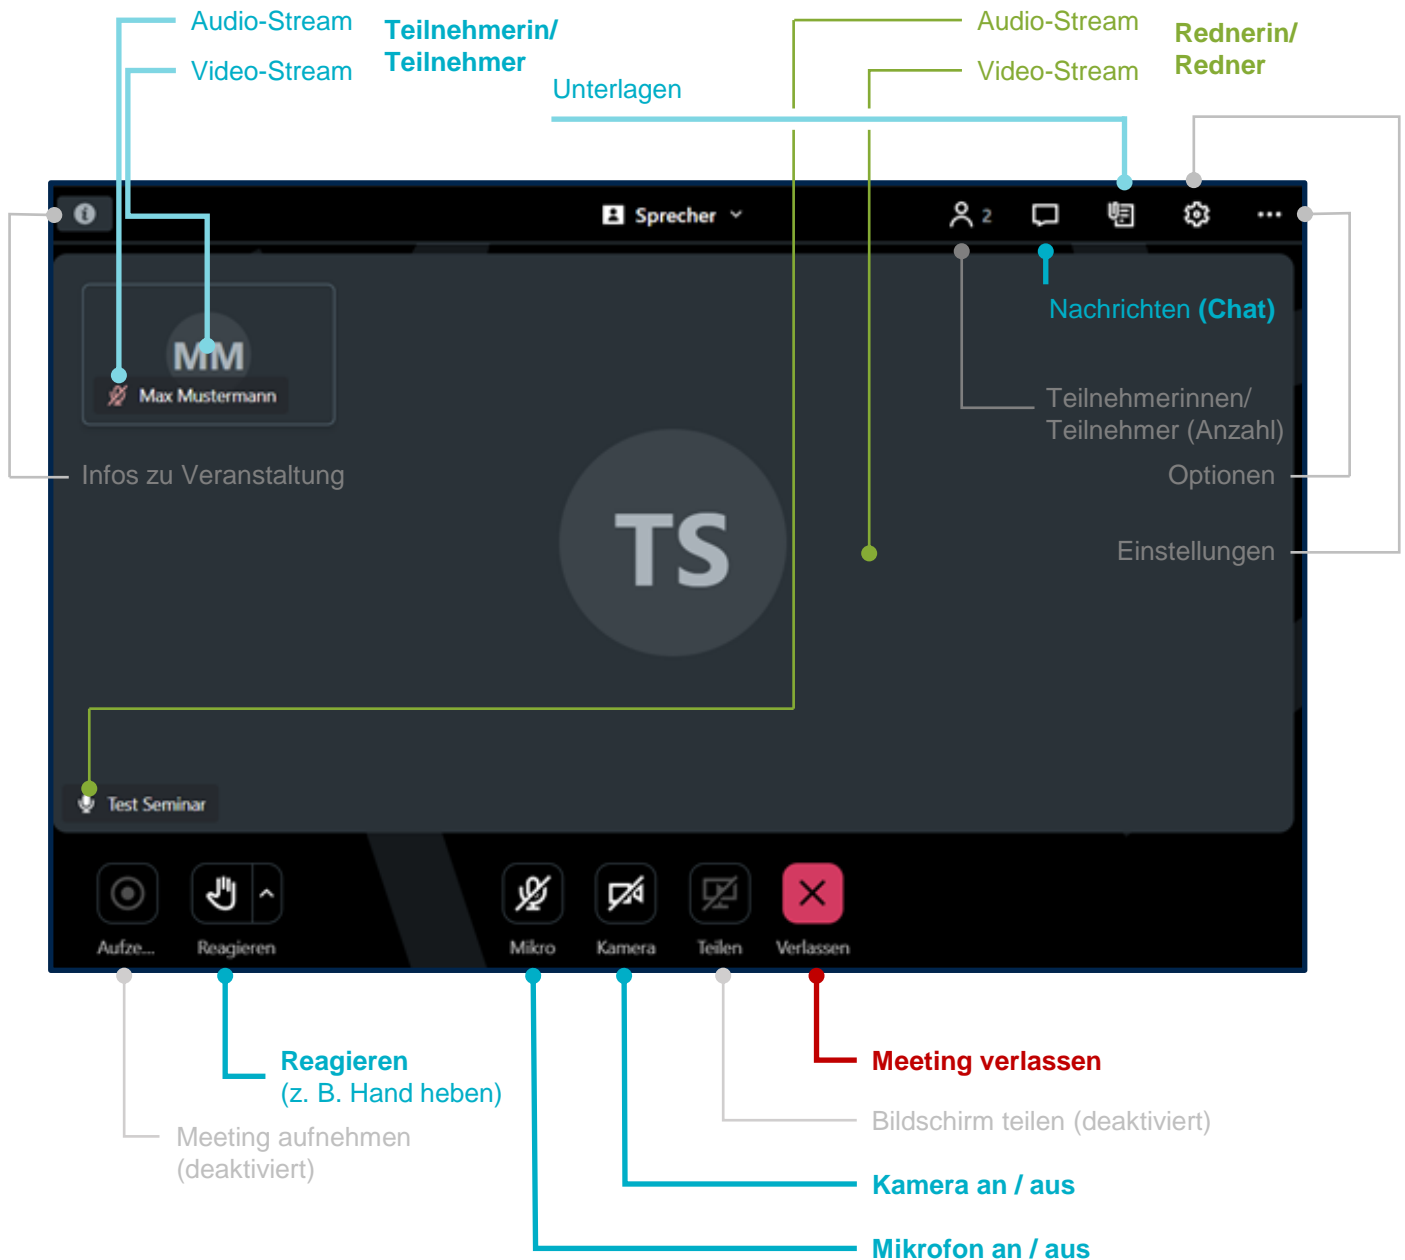 Audio-Stream
Video-Stream
Teilnehmerin/
Teilnehmer
Unterlagen
Audio-Stream
Video-Stream
Rednerin/
Redner
Sprecher
2
Nachrichten (Chat)
MM
Max Mustermann
Teilnehmerinnen/
Teilnehmer (Anzahl)
Infos zu Veranstaltung
Optionen
TS
Einstellungen
Test Seminar
Aufze...
Reagieren
Mikro
Kamera
Teilen
Verlassen
Reagieren
(z. B. Hand heben)
Meeting verlassen
Meeting aufnehmen
(deaktiviert)
Bildschirm teilen (deaktiviert)
Kamera an / aus
Mikrofon an / aus